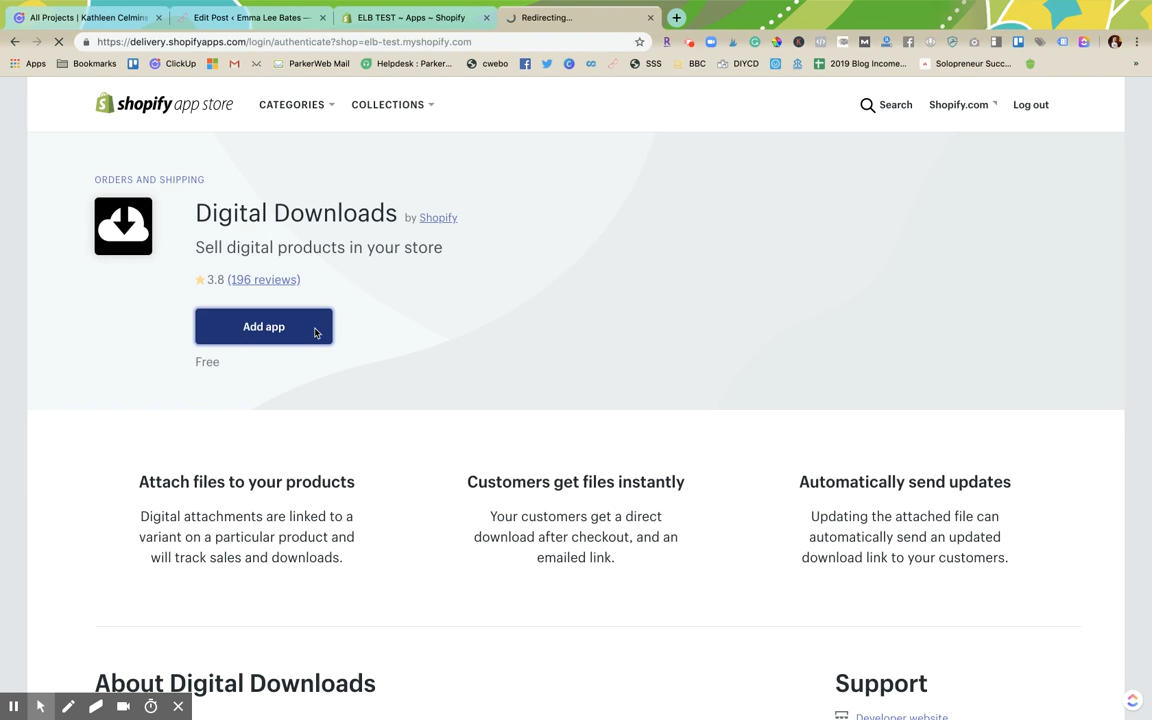 All Projects | Kathleen Celmins
Edit Post ‹ Emma Lee Bates —
ELB TEST ~ Apps ~ Shopify
Redirecting...
https://delivery.shopifyapps.com/login/authenticate?shop=elb-test.myshopify.com
Apps
Bookmarks
ClickUp
ParkerWeb Mail
Helpdesk : Parker...
cwebo
SSS
BBC
DIYCD
2019 Blog Income...
Solopreneur Succ...
»
shopify app store
CATEGORIES
COLLECTIONS
Search
Shopify.com
Log out
ORDERS AND SHIPPING
Digital Downloads by Shopify
Sell digital products in your store
3.8 (196 reviews)
Add app
Free
Attach files to your products
Digital attachments are linked to a
variant on a particular product and
will track sales and downloads.
Customers get files instantly
Your customers get a direct
download after checkout, and an
emailed link.
Automatically send updates
Updating the attached file can
automatically send an updated
download link to your customers.
About Digital Downloads
Support
Developer website